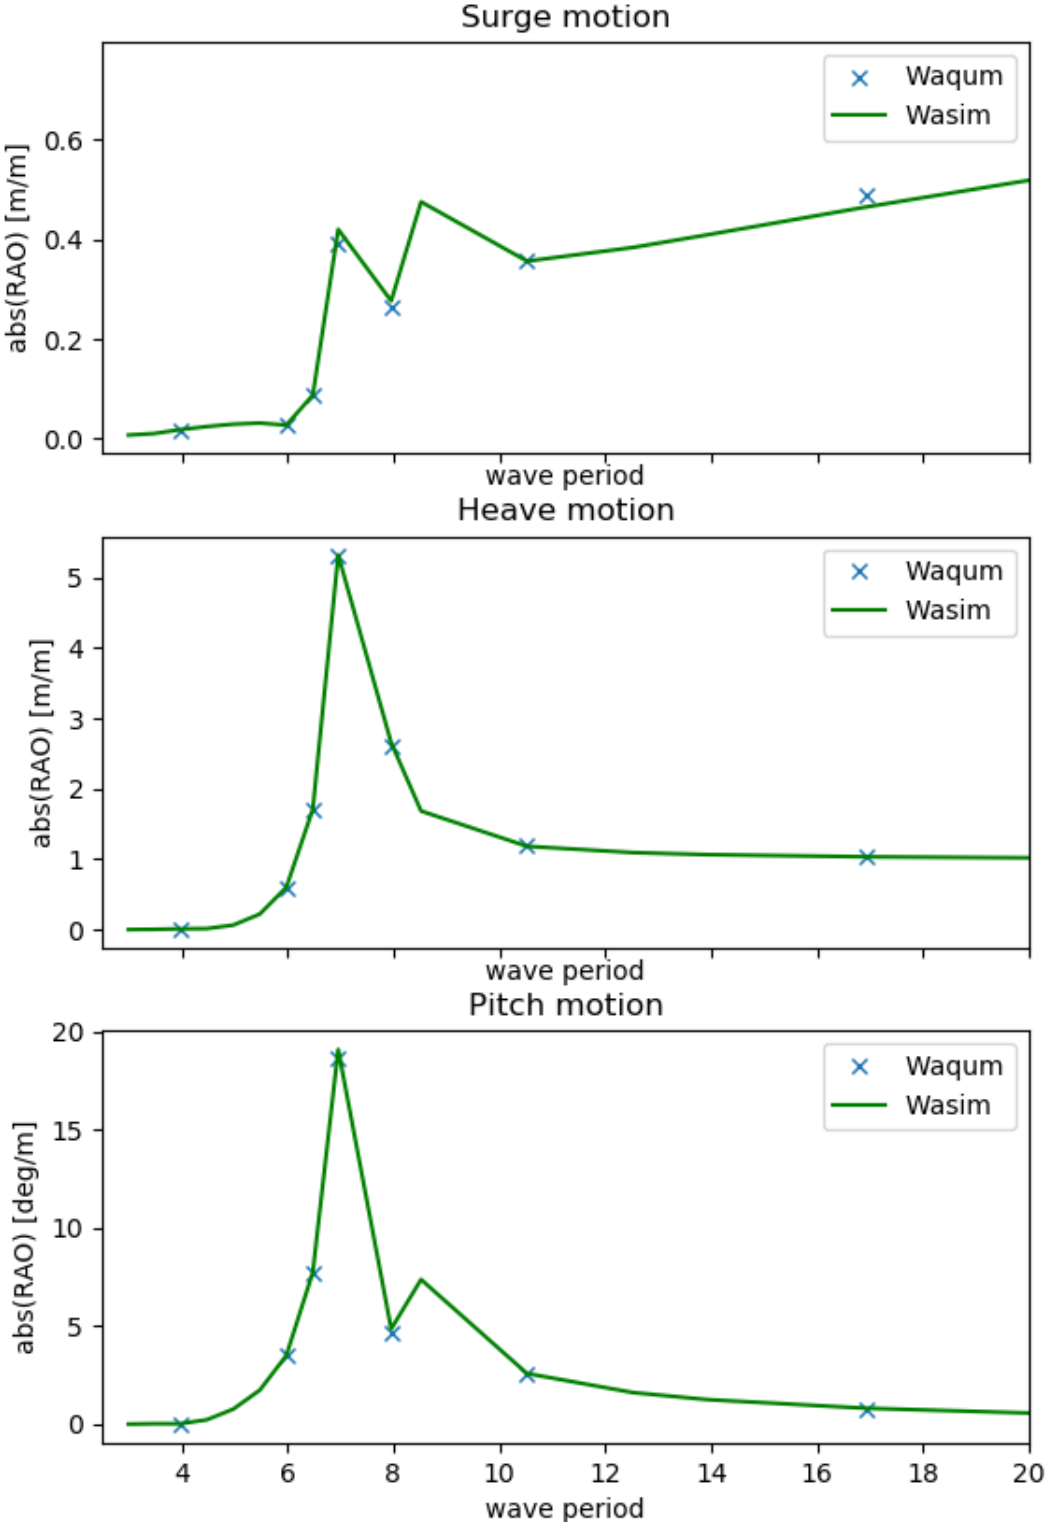 Surge motion
Waqum
Wasim
abs(RAO) [m/m]
0.6
0.4
0.2
0.0
wave period
Heave motion
Waqum
Wasim
abs(RAO) [m/m]
5
4
3
2
1
0
wave period
Pitch motion
Waqum
Wasim
abs(RAO) [deg/m]
20
15
10
5
0
4 6 8 10 12 14 16 18 20
wave period